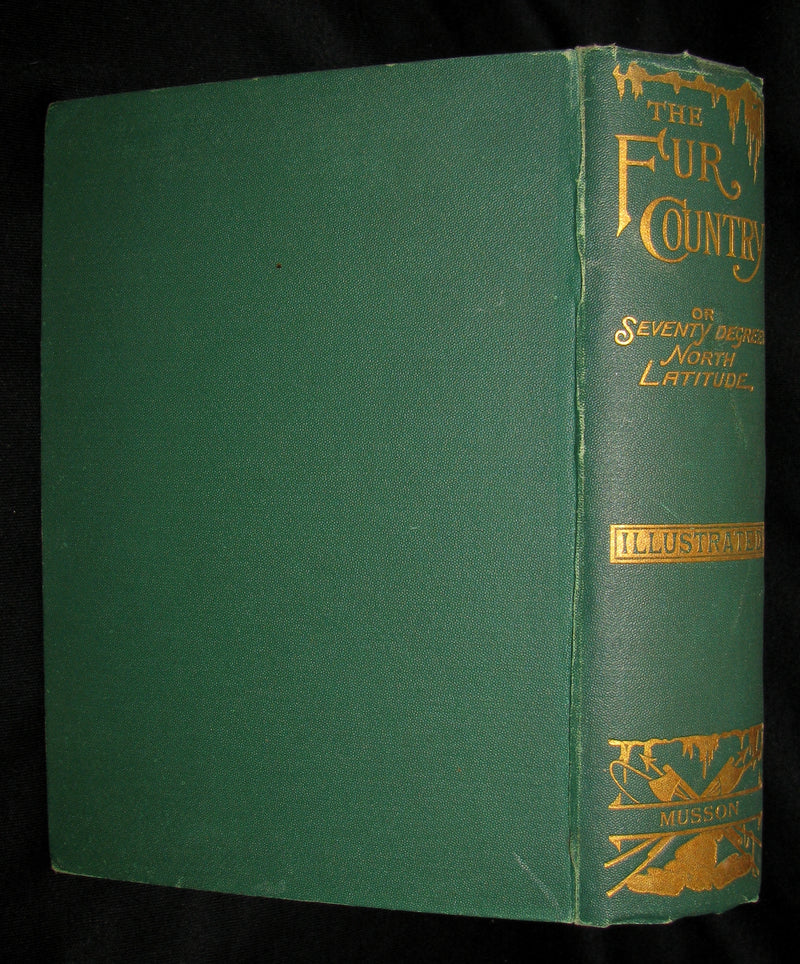 THE
FUR
COUNTRY
OR
SEVENTY DEGREES
NORTH
LATITUDE.
ILLUSTRATED
MUSSON